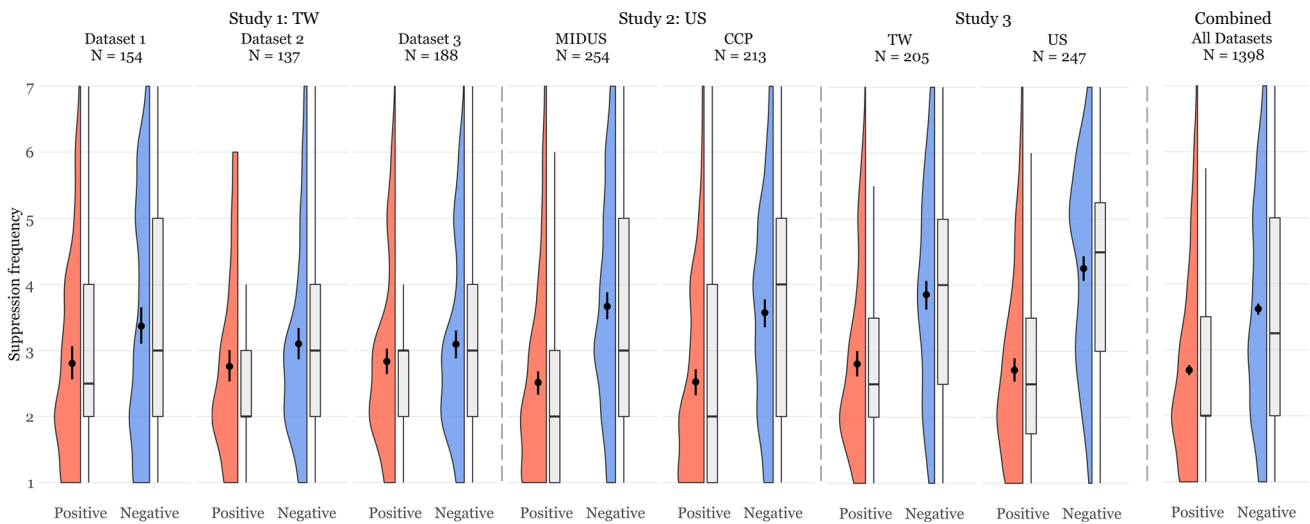 Study 1: TW
Study 2: US
Study 3
Combined
Dataset 1
N = 154
Dataset 2
N = 137
Dataset 3
N = 188
MIDUS
N = 254
CCP
N = 213
TW
N = 205
US
N = 247
All Datasets
N = 1398
Suppression frequency
7
6
5
4
3
2
1
Positive Negative
Positive Negative
Positive Negative
Positive Negative
Positive Negative
Positive Negative
Positive Negative
Positive Negative